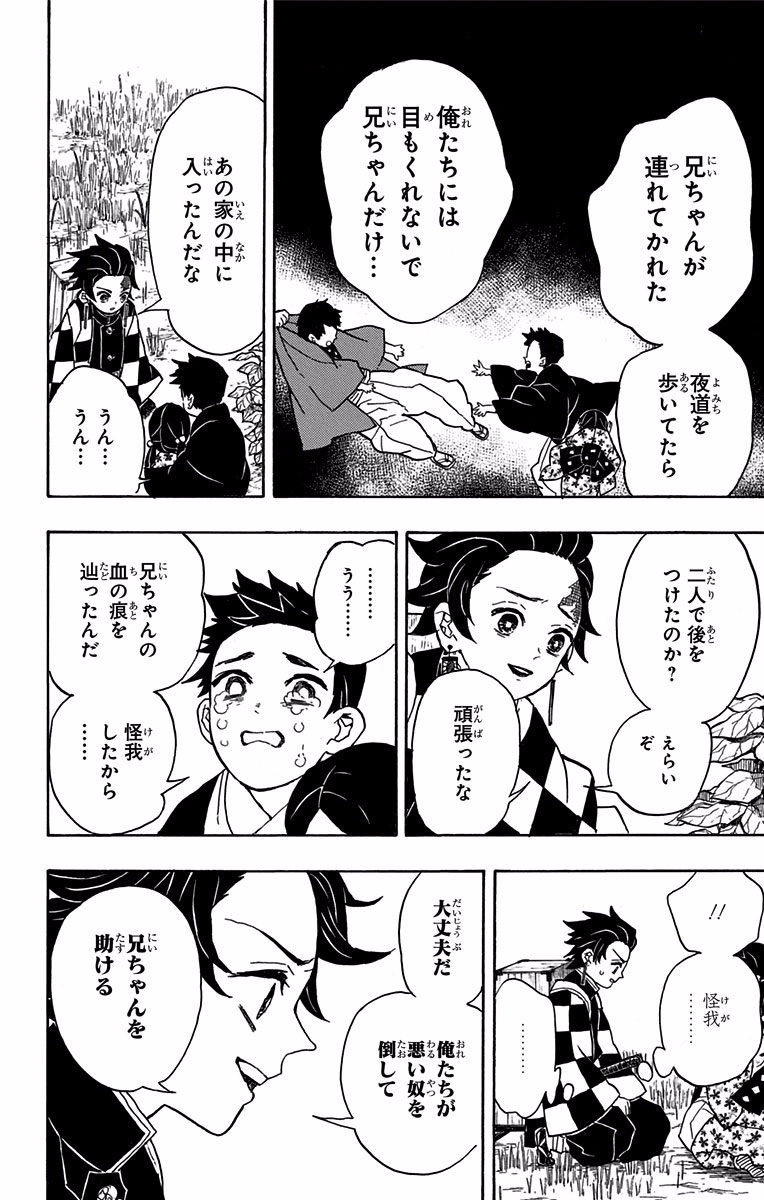 兄ちゃんが
連れてかれた
夜道を
歩いてたら
俺たちには
目もくれないで
兄ちゃんだけ…
あの家の中に
入ったんだな
うん…
うん…
二人で後を
つけたのか？
えらい
ぞ
頑張ったな
………
うう……
兄ちゃんの
血の痕を
辿ったんだ
怪我
したから
……
!!
怪我
………
………
大丈夫だ
俺たちが
悪い奴を
倒して
兄ちゃんを
助ける